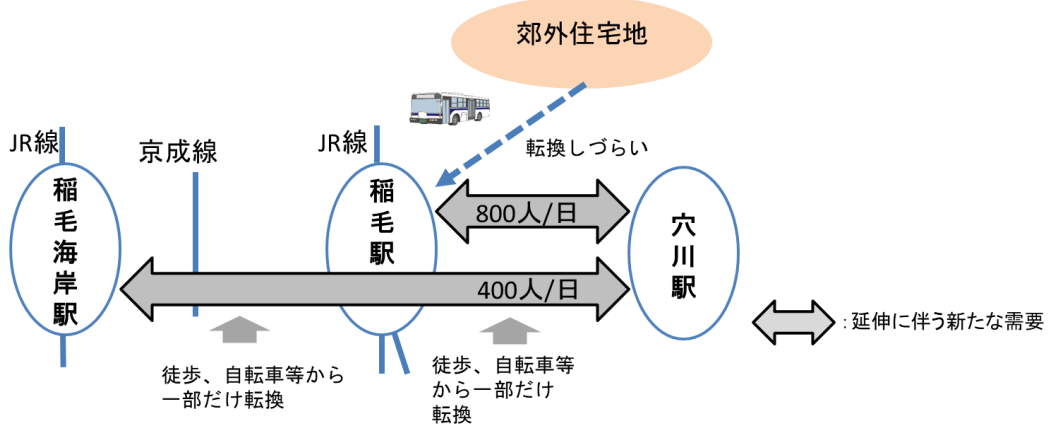 郊外住宅地
JR線
京成線
JR線
転換しづらい
稲毛海岸駅
稲毛駅
穴川駅
800人/日
400人/日
：延伸に伴う新たな需要
徒歩、自転車等から
一部だけ転換
徒歩、自転車等
から一部だけ
転換